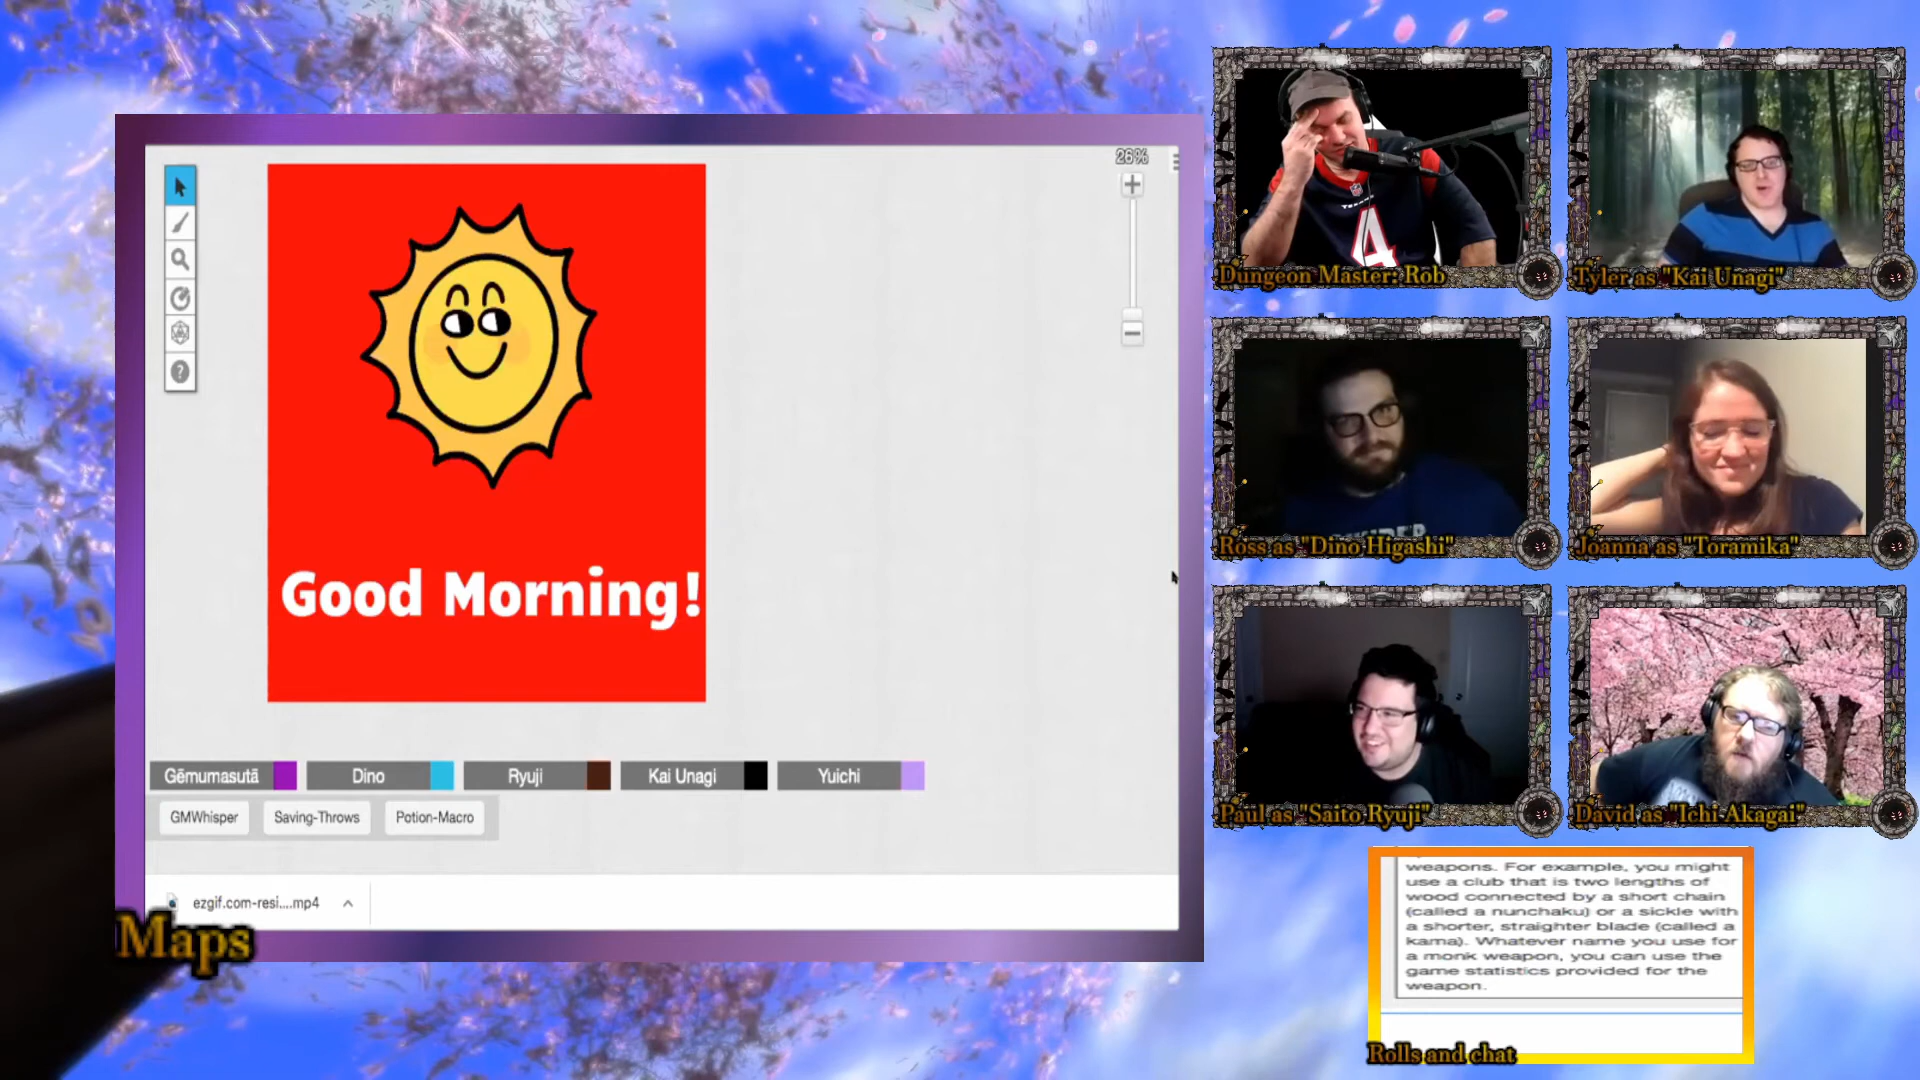 26%
Good Morning!
Gēmumasutā
Dino
Ryuji
Kai Unagi
Yuichi
GMWhisper
Saving-Throws
Potion-Macro
ezgif.com-resi....mp4
Maps
TEXANS
4
Dungeon Master: Rob
Tyler as "Kai Unagi"
Ross as "Dino Higashi"
Joanna as "Toramika"
Paul as "Saito Ryuji"
David as "Ichi Akagai"
weapons. For example, you might
use a club that is two lengths of
wood connected by a short chain
(called a nunchaku) or a sickle with
a shorter, straighter blade (called a
kama). Whatever name you use for
a monk weapon, you can use the
game statistics provided for the
weapon.
Rolls and chat